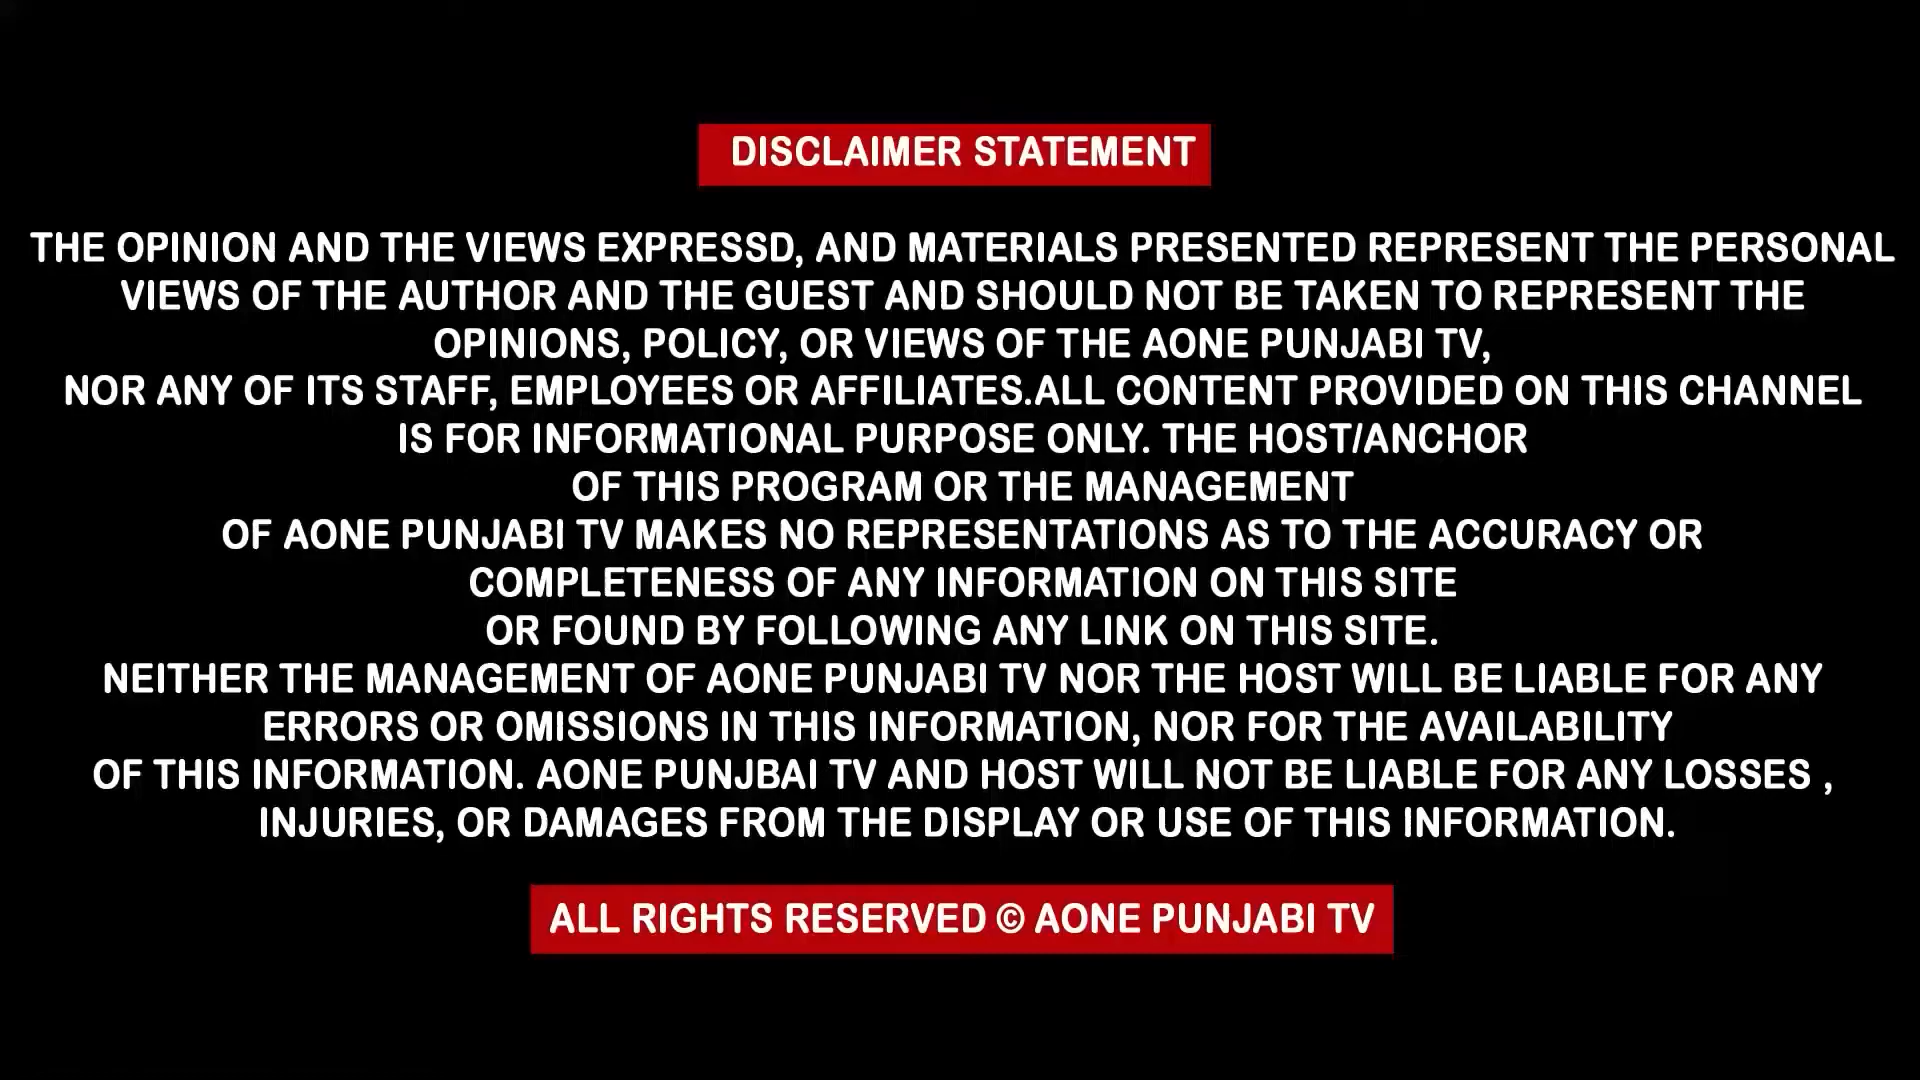 DISCLAIMER STATEMENT
THE OPINION AND THE VIEWS EXPRESSD, AND MATERIALS PRESENTED REPRESENT THE PERSONAL
VIEWS OF THE AUTHOR AND THE GUEST AND SHOULD NOT BE TAKEN TO REPRESENT THE
OPINIONS, POLICY, OR VIEWS OF THE AONE PUNJABI TV,
NOR ANY OF ITS STAFF, EMPLOYEES OR AFFILIATES.ALL CONTENT PROVIDED ON THIS CHANNEL
IS FOR INFORMATIONAL PURPOSE ONLY. THE HOST/ANCHOR
OF THIS PROGRAM OR THE MANAGEMENT
OF AONE PUNJABI TV MAKES NO REPRESENTATIONS AS TO THE ACCURACY OR
COMPLETENESS OF ANY INFORMATION ON THIS SITE
OR FOUND BY FOLLOWING ANY LINK ON THIS SITE.
NEITHER THE MANAGEMENT OF AONE PUNJABI TV NOR THE HOST WILL BE LIABLE FOR ANY
ERRORS OR OMISSIONS IN THIS INFORMATION, NOR FOR THE AVAILABILITY
OF THIS INFORMATION. AONE PUNJBAI TV AND HOST WILL NOT BE LIABLE FOR ANY LOSSES ,
INJURIES, OR DAMAGES FROM THE DISPLAY OR USE OF THIS INFORMATION.
ALL RIGHTS RESERVED © AONE PUNJABI TV